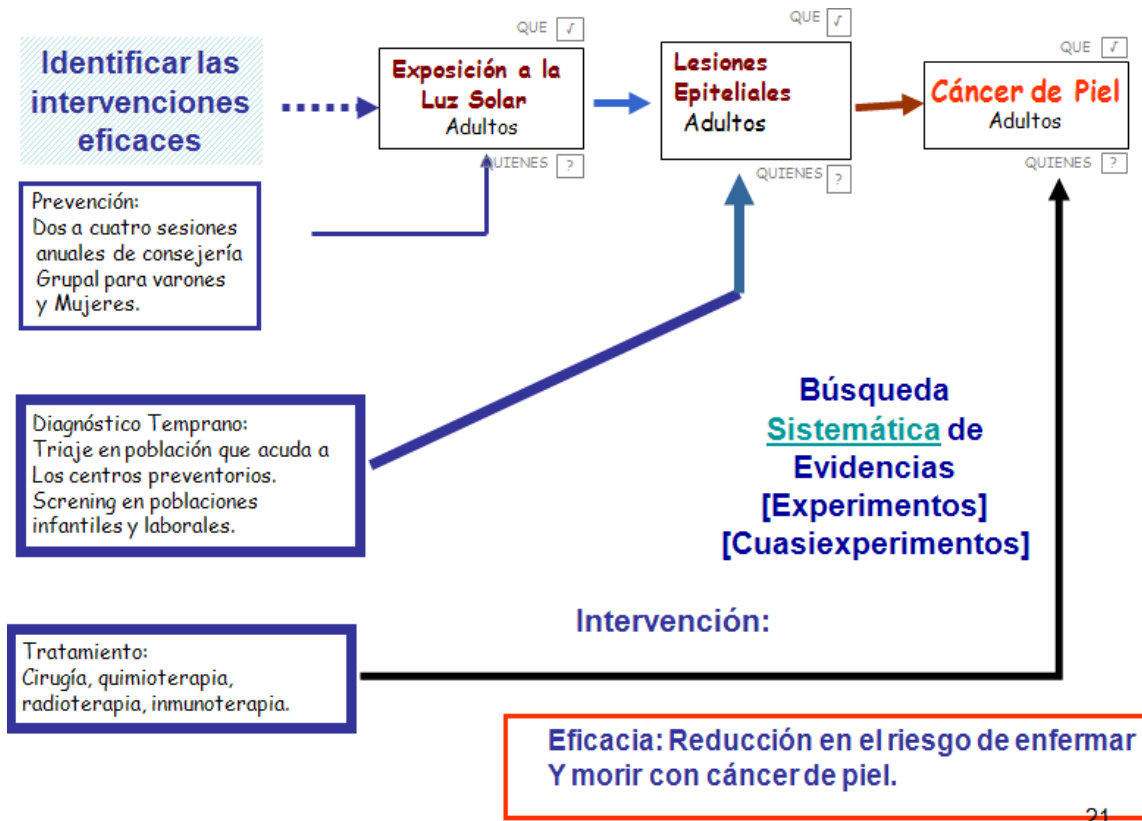 Identificar las
intervenciones
eficaces
QUE √
Exposición a la
Luz Solar
Adultos
QUIENES ?
QUE √
Lesiones
Epiteliales
Adultos
QUIENES ?
QUE √
Cáncer de Piel
Adultos
QUIENES ?
Prevención:
Dos a cuatro sesiones
anuales de consejería
Grupal para varones
y Mujeres.
Diagnóstico Temprano:
Triaje en población que acuda a
Los centros preventorios.
Screning en poblaciones
infantiles y laborales.
Búsqueda
Sistemática de
Evidencias
[Experimentos]
[Cuasiexperimentos]
Intervención:
Tratamiento:
Cirugía, quimioterapia,
radioterapia, inmunoterapia.
Eficacia: Reducción en el riesgo de enfermar
Y morir con cáncer de piel.
21